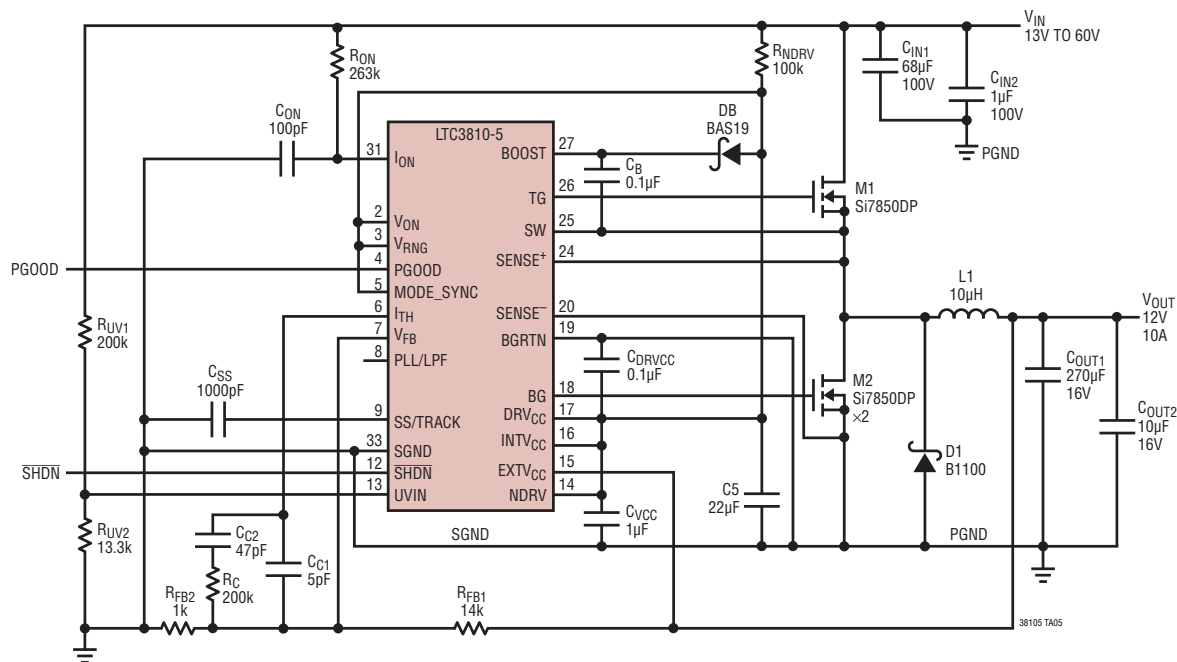 V_IN
13V TO 60V
R_ON
263k
R_NDRV
100k
C_IN1
68µF
100V
C_IN2
1µF
100V
PGND
C_ON
100pF
LTC3810-5
DB
BAS19
31
I_ON
BOOST
27
C_B
0.1µF
TG
26
M1
Si7850DP
2
V_ON
SW
25
3
V_RNG
SENSE+
24
PGOOD
4
PGOOD
5
MODE_SYNC
L1
10µH
V_OUT
12V
10A
6
I_TH
SENSE–
20
7
V_FB
BGRTN
19
R_UV1
200k
8
PLL/LPF
C_DRVCC
0.1µF
C_OUT1
270µF
16V
C_SS
1000pF
BG
18
M2
Si7850DP
×2
9
SS/TRACK
DRV_CC
17
C_OUT2
10µF
16V
33
SGND
INTV_CC
16
D1
B1100
SHDN
12
SHDN
EXTV_CC
15
13
UVIN
NDRV
14
C5
22µF
R_UV2
13.3k
C_C2
47pF
C_VCC
1µF
SGND
PGND
R_C
200k
C_C1
5pF
R_FB2
1k
R_FB1
14k
38105 TA05